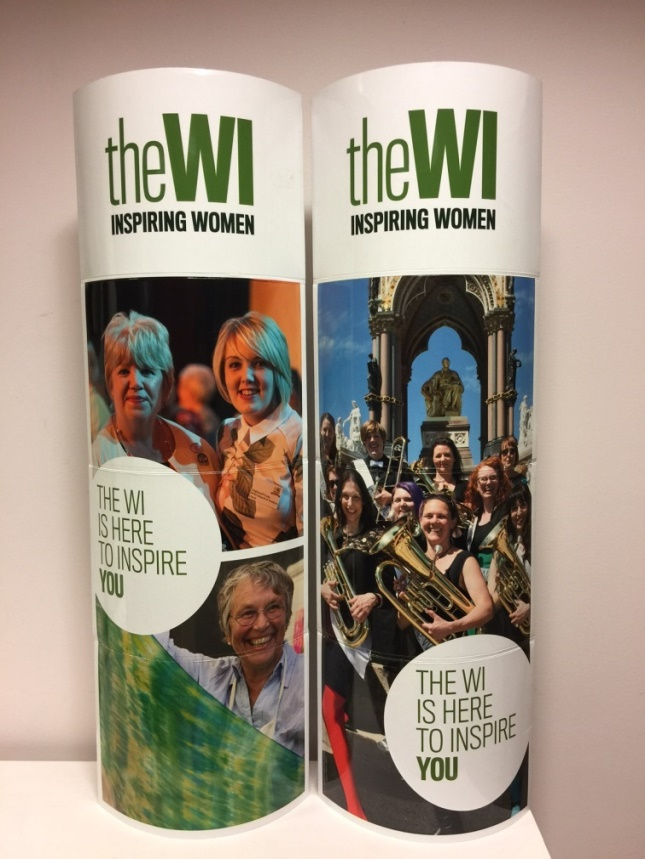 theWI
INSPIRING WOMEN
THE WI
IS HERE
TO INSPIRE
YOU
theWI
INSPIRING WOMEN
THE WI
IS HERE
TO INSPIRE
YOU